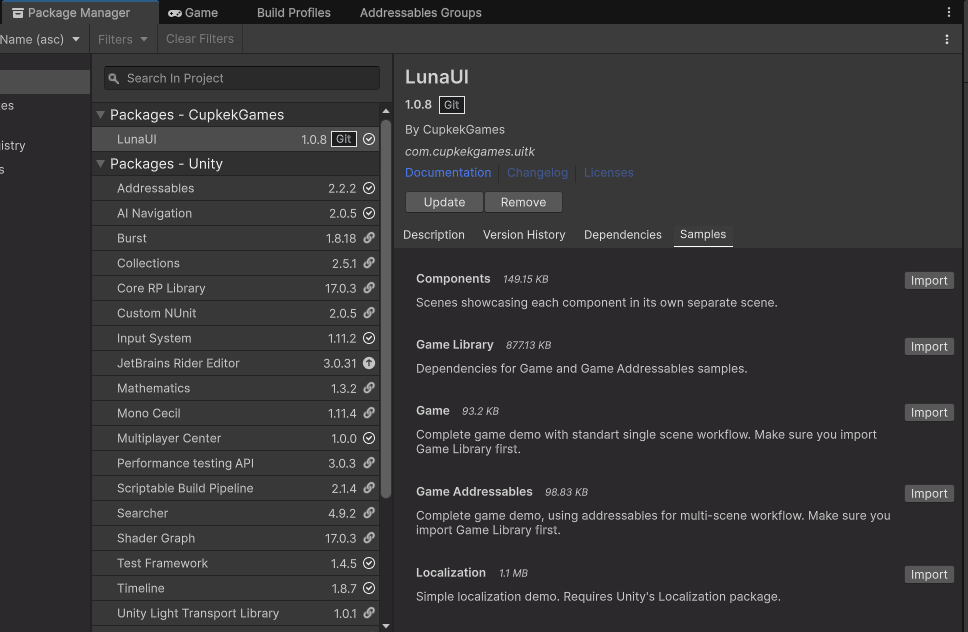 Package Manager
Game
Build Profiles
Addressables Groups
Name (asc)
Filters
Clear Filters
es
istry
s
Search In Project
Packages - CupkekGames
LunaUI 1.0.8 Git
Packages - Unity
Addressables 2.2.2
AI Navigation 2.0.5
Burst 1.8.18
Collections 2.5.1
Core RP Library 17.0.3
Custom NUnit 2.0.5
Input System 1.11.2
JetBrains Rider Editor 3.0.31
Mathematics 1.3.2
Mono Cecil 1.11.4
Multiplayer Center 1.0.0
Performance testing API 3.0.3
Scriptable Build Pipeline 2.1.4
Searcher 4.9.2
Shader Graph 17.0.3
Test Framework 1.4.5
Timeline 1.8.7
Unity Light Transport Library 1.0.1
LunaUI
1.0.8 Git
By CupkekGames
com.cupkekgames.uitk
Documentation Changelog Licenses
Update Remove
Description Version History Dependencies Samples
Components 149.15 KB Import
Scenes showcasing each component in its own separate scene.
Game Library 877.13 KB Import
Dependencies for Game and Game Addressables samples.
Game 93.2 KB Import
Complete game demo with standart single scene workflow. Make sure you import
Game Library first.
Game Addressables 98.83 KB Import
Complete game demo, using addressables for multi-scene workflow. Make sure you
import Game Library first.
Localization 1.1 MB Import
Simple localization demo. Requires Unity's Localization package.